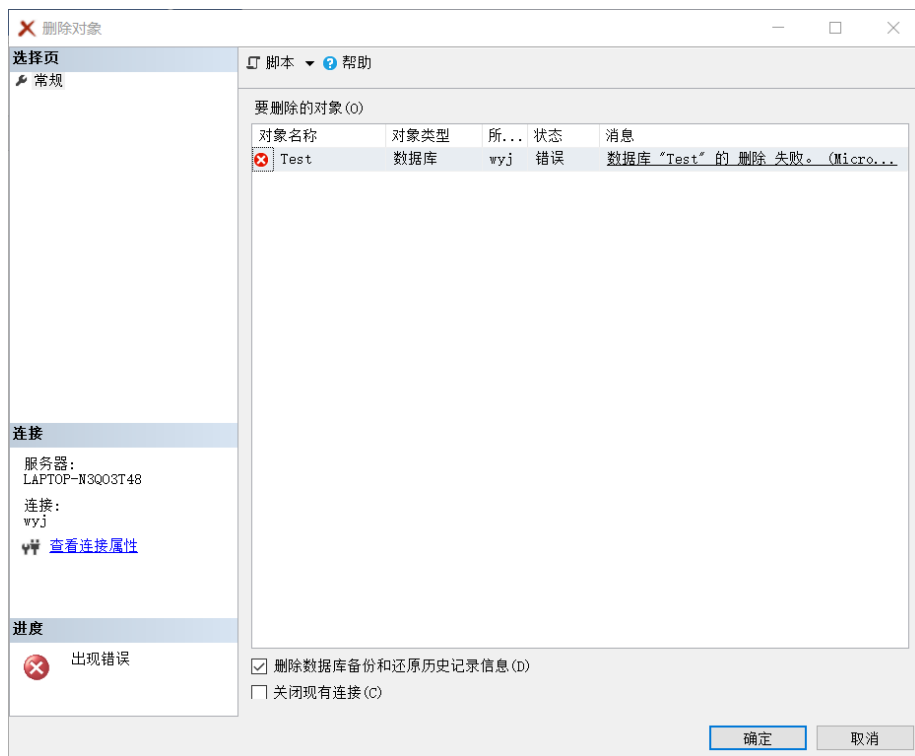 删除对象
选择页
常规
脚本 帮助
要删除的对象(O)
对象名称 对象类型 所... 状态 消息
Test 数据库 wyj 错误 数据库 "Test" 的 删除 失败。 (Micro...
连接
服务器:
LAPTOP-N3QO3T48
连接:
wyj
查看连接属性
进度
出现错误
删除数据库备份和还原历史记录信息(D)
关闭现有连接(C)
确定 取消